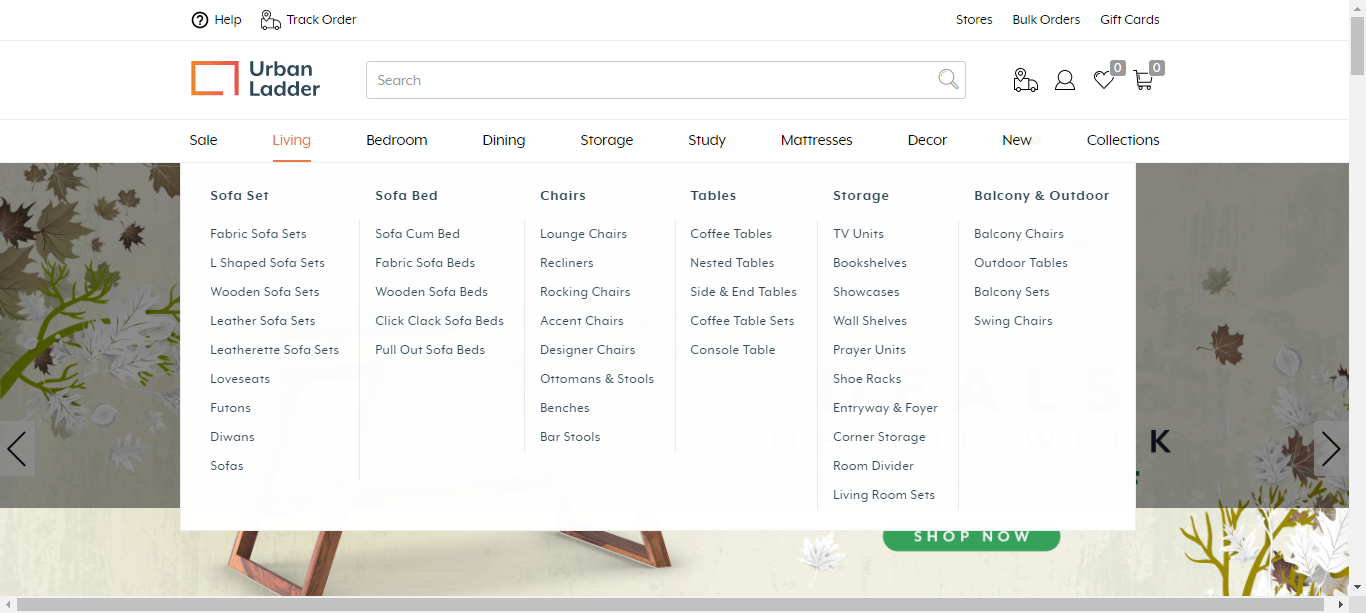 Help Track Order Stores Bulk Orders Gift Cards
Urban
Ladder
Search
0
0
Sale Living Bedroom Dining Storage Study Mattresses Decor New Collections
Sofa Set
Fabric Sofa Sets
L Shaped Sofa Sets
Wooden Sofa Sets
Leather Sofa Sets
Leatherette Sofa Sets
Loveseats
Futons
Diwans
Sofas
Sofa Bed
Sofa Cum Bed
Fabric Sofa Beds
Wooden Sofa Beds
Click Clack Sofa Beds
Pull Out Sofa Beds
Chairs
Lounge Chairs
Recliners
Rocking Chairs
Accent Chairs
Designer Chairs
Ottomans & Stools
Benches
Bar Stools
Tables
Coffee Tables
Nested Tables
Side & End Tables
Coffee Table Sets
Console Table
Storage
TV Units
Bookshelves
Showcases
Wall Shelves
Prayer Units
Shoe Racks
Entryway & Foyer
Corner Storage
Room Divider
Living Room Sets
Balcony & Outdoor
Balcony Chairs
Outdoor Tables
Balcony Sets
Swing Chairs
K
SHOP NOW